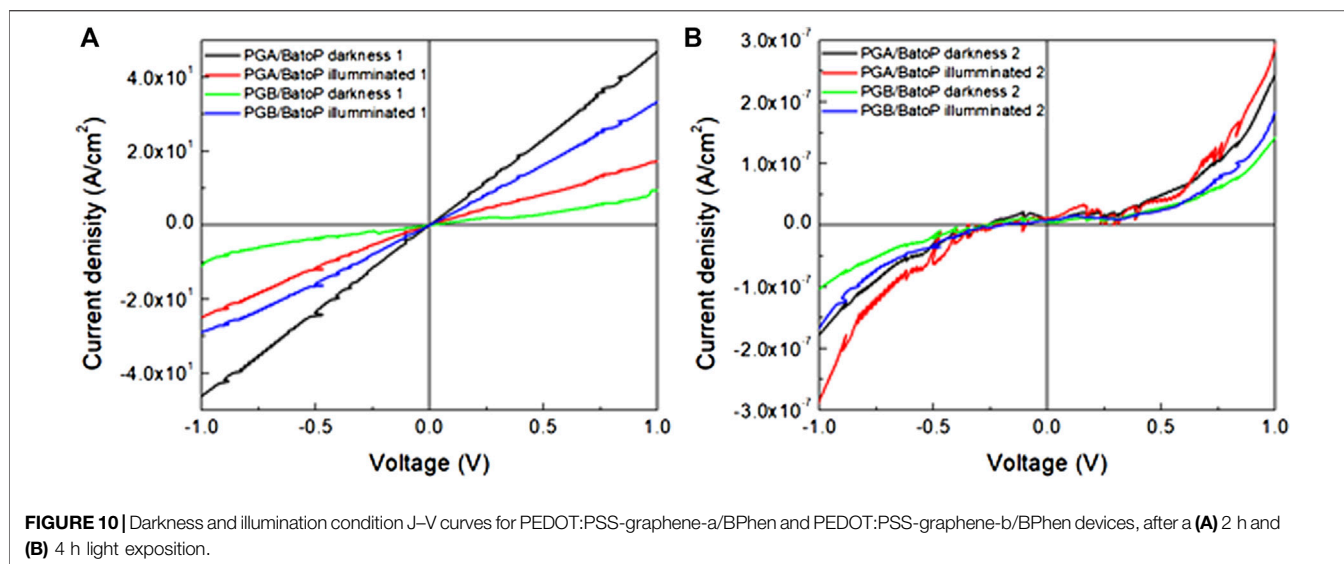 A
PGA/BatoP darkness 1
PGA/BatoP illumminated 1
PGB/BatoP darkness 1
PGB/BatoP illumminated 1
4.0x10¹
2.0x10¹
0.0
-2.0x10¹
-4.0x10¹
Current denisity (A/cm²)
-1.0 -0.5 0.0 0.5 1.0
Voltage (V)
B
PGA/BatoP darkness 2
PGA/BatoP illumminated 2
PGB/BatoP darkness 2
PGB/BatoP illumminated 2
3.0x10⁻⁷
2.0x10⁻⁷
1.0x10⁻⁷
0.0
-1.0x10⁻⁷
-2.0x10⁻⁷
-3.0x10⁻⁷
Current denisity (A/cm²)
-1.0 -0.5 0.0 0.5 1.0
Voltage (V)
FIGURE 10 | Darkness and illumination condition J–V curves for PEDOT:PSS-graphene-a/BPhen and PEDOT:PSS-graphene-b/BPhen devices, after a (A) 2 h and
(B) 4 h light exposition.